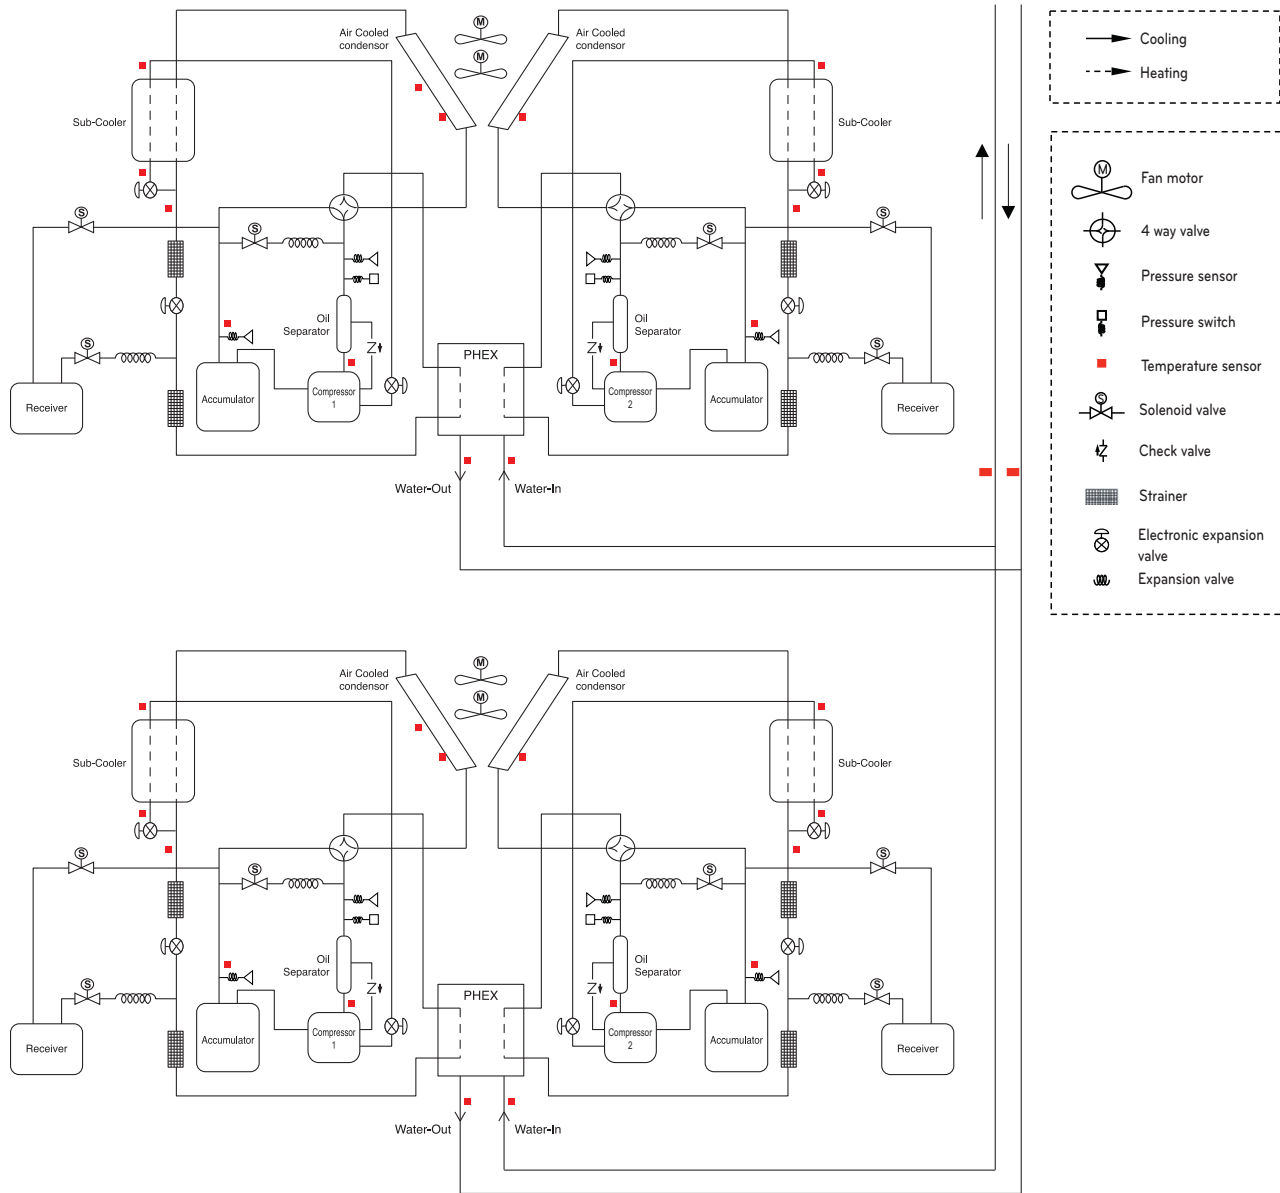 M
Air Cooled
condensor
M
Air Cooled
condensor
Sub-Cooler
Sub-Cooler
S
S
S
S
Oil
Separator
Oil
Separator
S
S
PHEX
Receiver
Accumulator
Compressor
1
Compressor
2
Accumulator
Receiver
Water-Out
Water-In
M
Air Cooled
condensor
M
Air Cooled
condensor
Sub-Cooler
Sub-Cooler
S
S
S
S
Oil
Separator
Oil
Separator
S
S
PHEX
Receiver
Accumulator
Compressor
1
Compressor
2
Accumulator
Receiver
Water-Out
Water-In
Cooling
Heating
M
Fan motor
4 way valve
Pressure sensor
Pressure switch
Temperature sensor
S
Solenoid valve
Check valve
Strainer
Electronic expansion
valve
Expansion valve